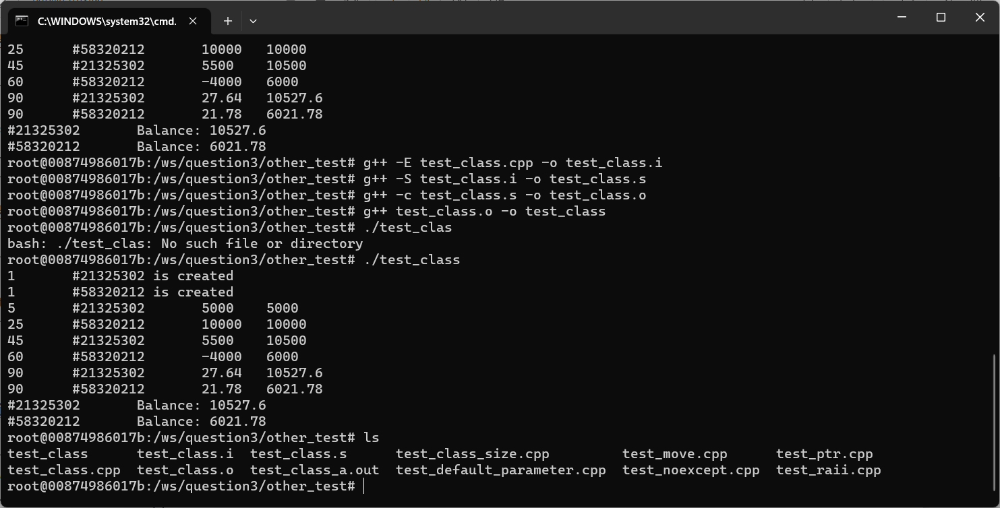 C:\WINDOWS\system32\cmd.
25      #58320212       10000   10000
45      #21325302       5500    10500
60      #58320212       -4000   6000
90      #21325302       27.64   10527.6
90      #58320212       21.78   6021.78
#21325302       Balance: 10527.6
#58320212       Balance: 6021.78
root@00874986017b:/ws/question3/other_test# g++ -E test_class.cpp -o test_class.i
root@00874986017b:/ws/question3/other_test# g++ -S test_class.i -o test_class.s
root@00874986017b:/ws/question3/other_test# g++ -c test_class.s -o test_class.o
root@00874986017b:/ws/question3/other_test# g++ test_class.o -o test_class
root@00874986017b:/ws/question3/other_test# ./test_clas
bash: ./test_clas: No such file or directory
root@00874986017b:/ws/question3/other_test# ./test_class
1       #21325302 is created
1       #58320212 is created
5       #21325302       5000    5000
25      #58320212       10000   10000
45      #21325302       5500    10500
60      #58320212       -4000   6000
90      #21325302       27.64   10527.6
90      #58320212       21.78   6021.78
#21325302       Balance: 10527.6
#58320212       Balance: 6021.78
root@00874986017b:/ws/question3/other_test# ls
test_class      test_class.i  test_class.s      test_class_size.cpp         test_move.cpp      test_ptr.cpp
test_class.cpp  test_class.o  test_class_a.out  test_default_parameter.cpp  test_noexcept.cpp  test_raii.cpp
root@00874986017b:/ws/question3/other_test#